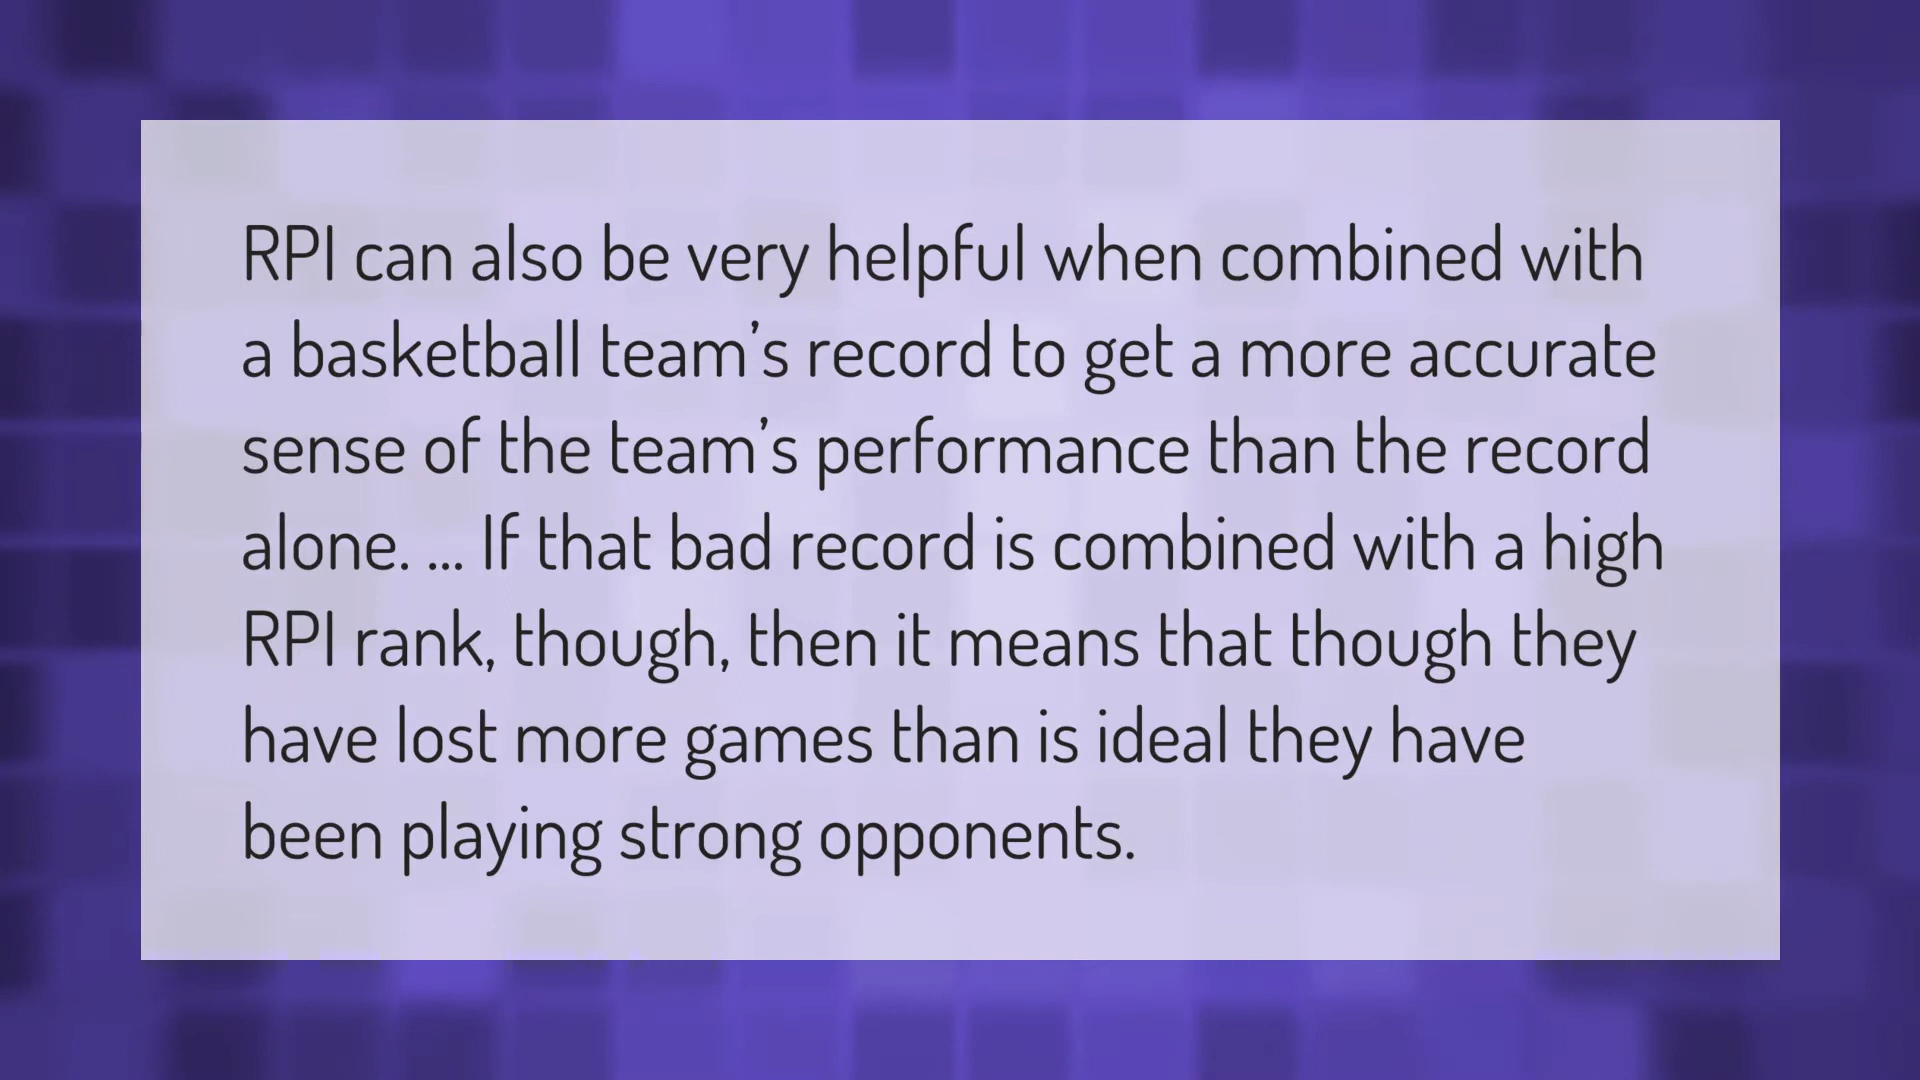 RPI can also be very helpful when combined with
a basketball team's record to get a more accurate
sense of the team's performance than the record
alone. ... If that bad record is combined with a high
RPI rank, though, then it means that though they
have lost more games than is ideal they have
been playing strong opponents.